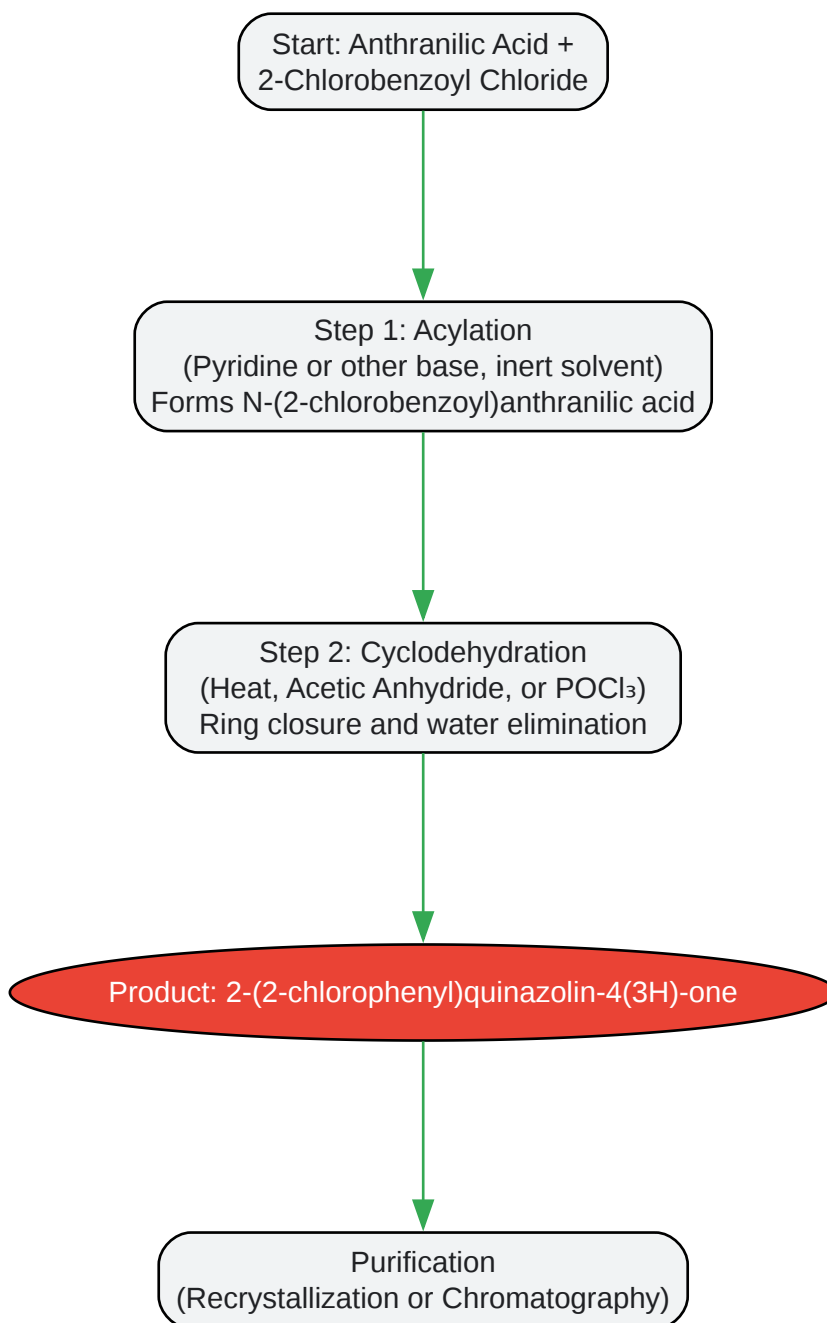 Start: Anthranilic Acid +
2-Chlorobenzoyl Chloride
Step 1: Acylation
(Pyridine or other base, inert solvent)
Forms N-(2-chlorobenzoyl)anthranilic acid
Step 2: Cyclodehydration
(Heat, Acetic Anhydride, or POCl₃)
Ring closure and water elimination
Product: 2-(2-chlorophenyl)quinazolin-4(3H)-one
Purification
(Recrystallization or Chromatography)